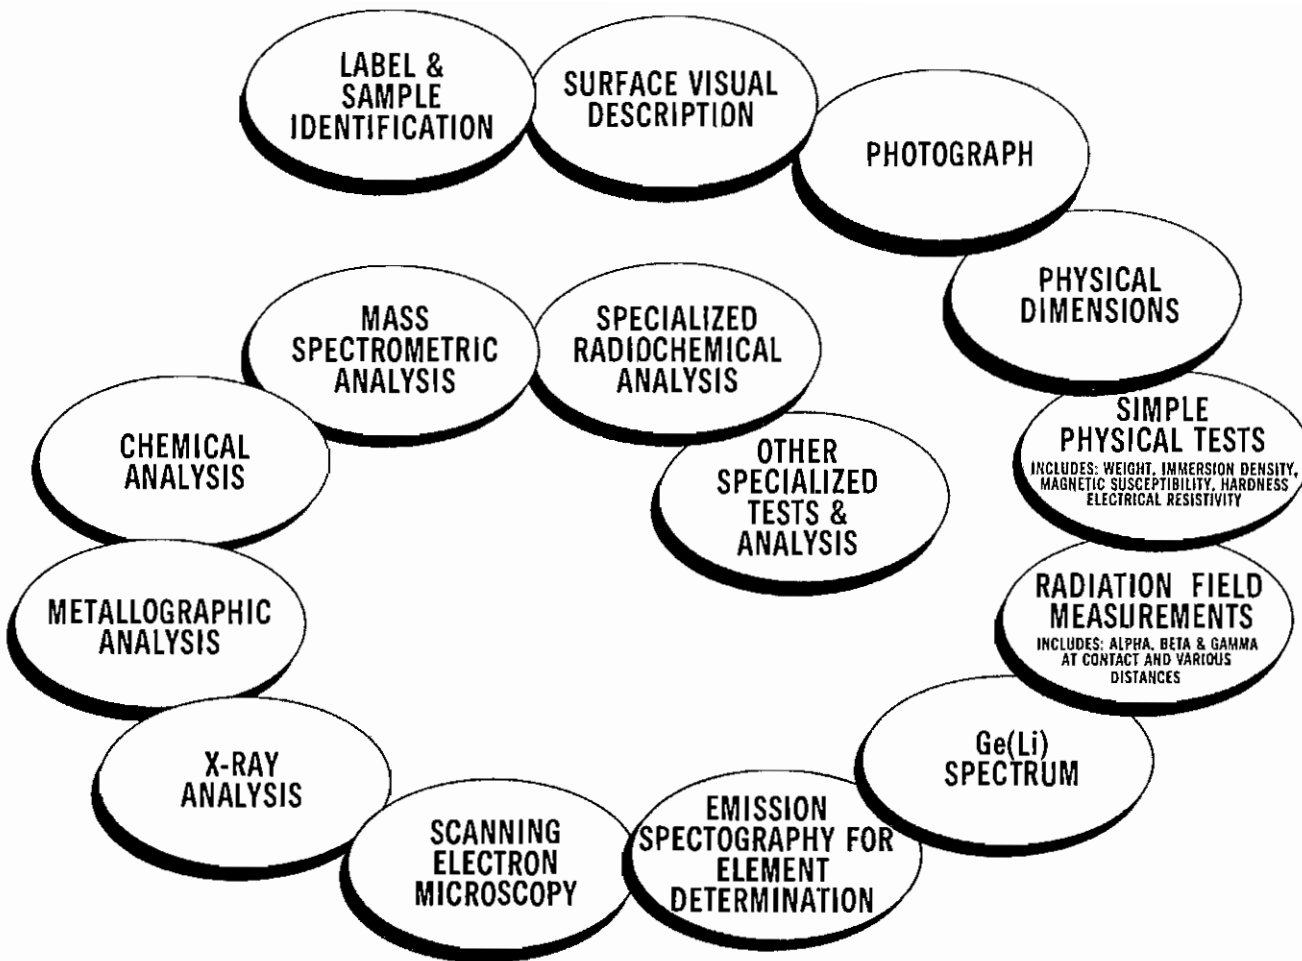 LABEL &
SAMPLE
IDENTIFICATION
SURFACE VISUAL
DESCRIPTION
PHOTOGRAPH
PHYSICAL
DIMENSIONS
SIMPLE
PHYSICAL TESTS
INCLUDES: WEIGHT, IMMERSION DENSITY,
MAGNETIC SUSCEPTIBILITY, HARDNESS
ELECTRICAL RESISTIVITY
RADIATION FIELD
MEASUREMENTS
INCLUDES: ALPHA, BETA & GAMMA
AT CONTACT AND VARIOUS
DISTANCES
Ge(Li)
SPECTRUM
EMISSION
SPECTOGRAPHY FOR
ELEMENT
DETERMINATION
SCANNING
ELECTRON
MICROSCOPY
X-RAY
ANALYSIS
METALLOGRAPHIC
ANALYSIS
CHEMICAL
ANALYSIS
MASS
SPECTROMETRIC
ANALYSIS
SPECIALIZED
RADIOCHEMICAL
ANALYSIS
OTHER
SPECIALIZED
TESTS &
ANALYSIS